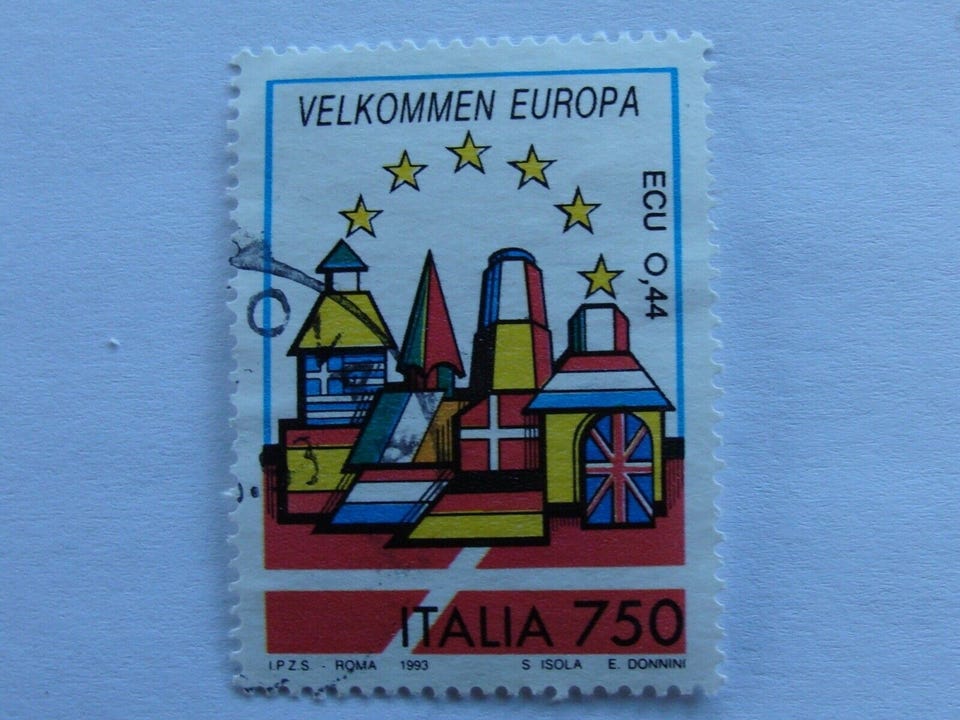 VELKOMMEN EUROPA
ECU 0,44
ITALIA 750
I.P.Z.S. - ROMA 1993 S ISOLA E. DONNINI